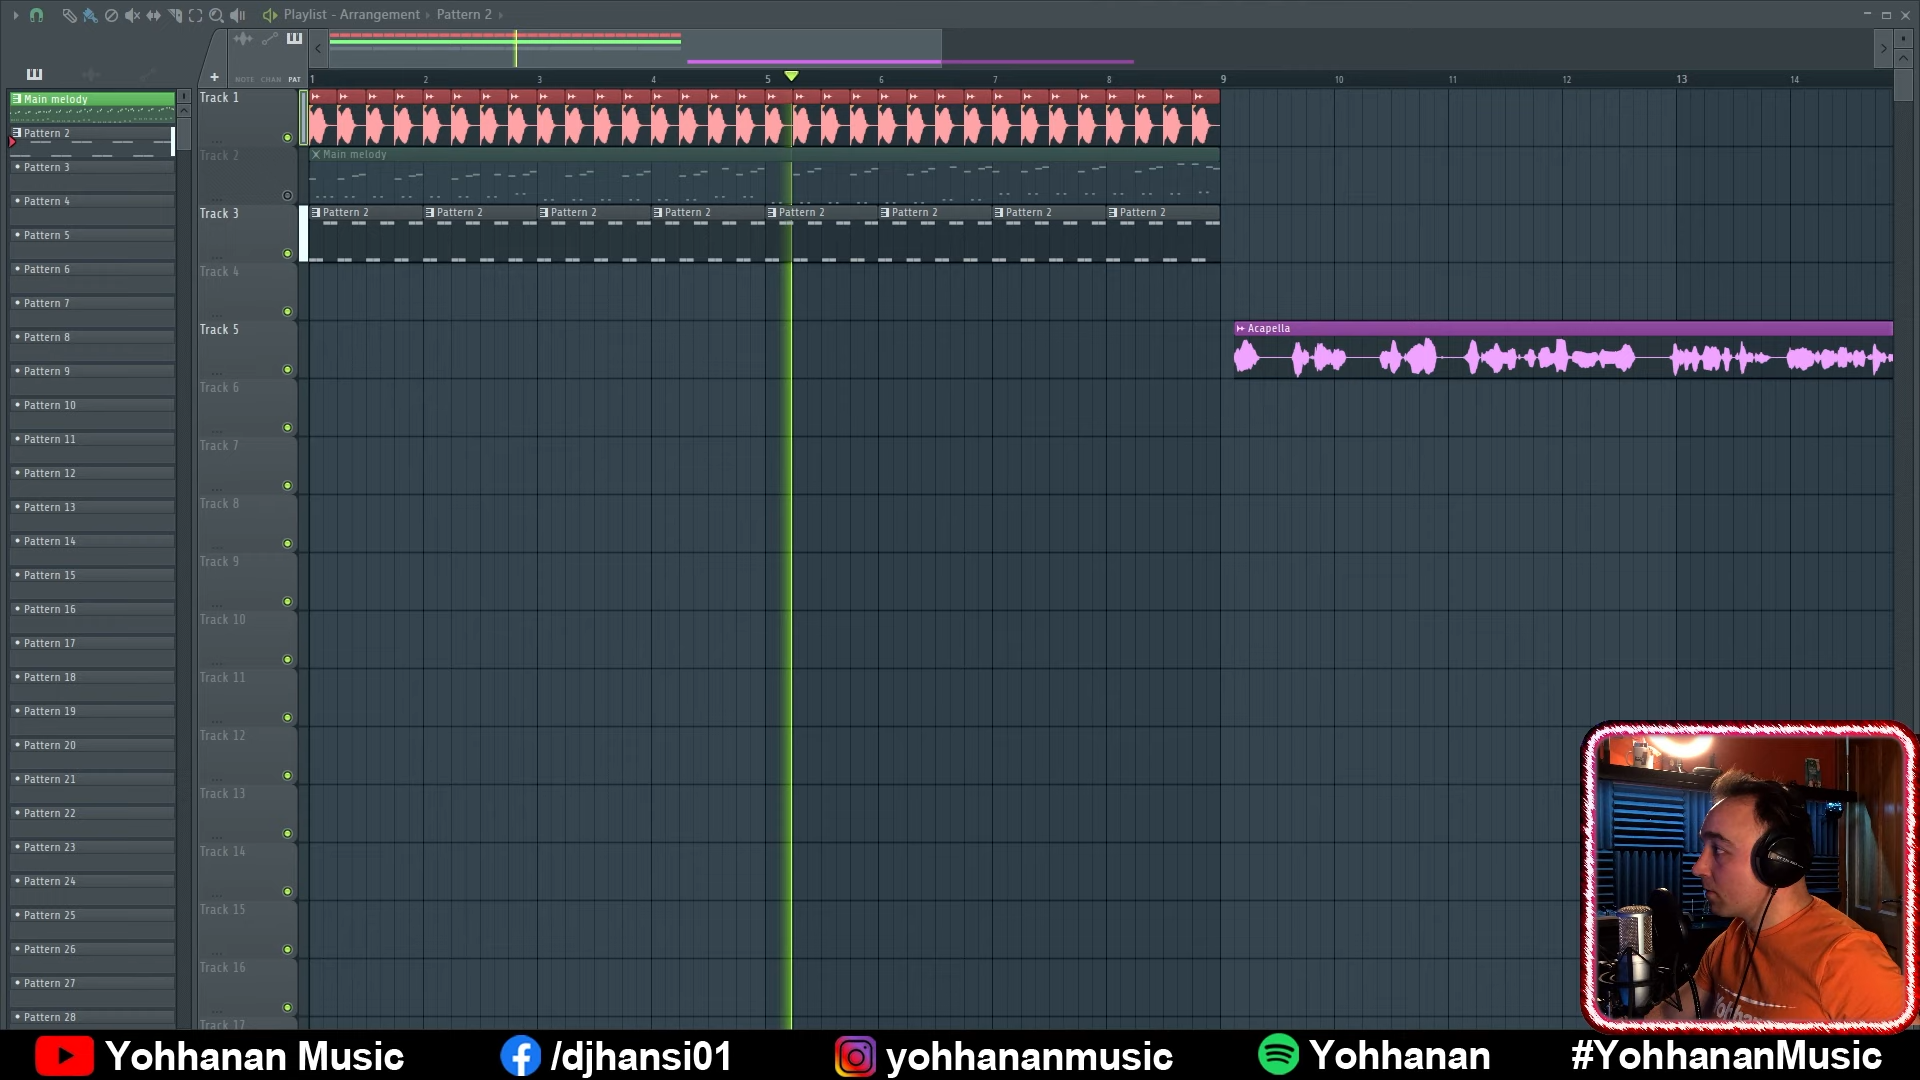 Playlist - Arrangement › Pattern 2 ›
NOTE CHAN PAT
1 2 3 4 5 6 7 8 9 10 11 12 13 14
Main melody
Pattern 2
Pattern 3
Pattern 4
Pattern 5
Pattern 6
Pattern 7
Pattern 8
Pattern 9
Pattern 10
Pattern 11
Pattern 12
Pattern 13
Pattern 14
Pattern 15
Pattern 16
Pattern 17
Pattern 18
Pattern 19
Pattern 20
Pattern 21
Pattern 22
Pattern 23
Pattern 24
Pattern 25
Pattern 26
Pattern 27
Pattern 28
Track 1
Track 2
Main melody
Track 3
Pattern 2 Pattern 2 Pattern 2 Pattern 2 Pattern 2 Pattern 2 Pattern 2 Pattern 2
Track 4
Track 5
Acapella
Track 6
Track 7
Track 8
Track 9
Track 10
Track 11
Track 12
Track 13
Track 14
Track 15
Track 16
Track 17
Yohhanan Music /djhansi01 yohhananmusic Yohhanan #YohhananMusic